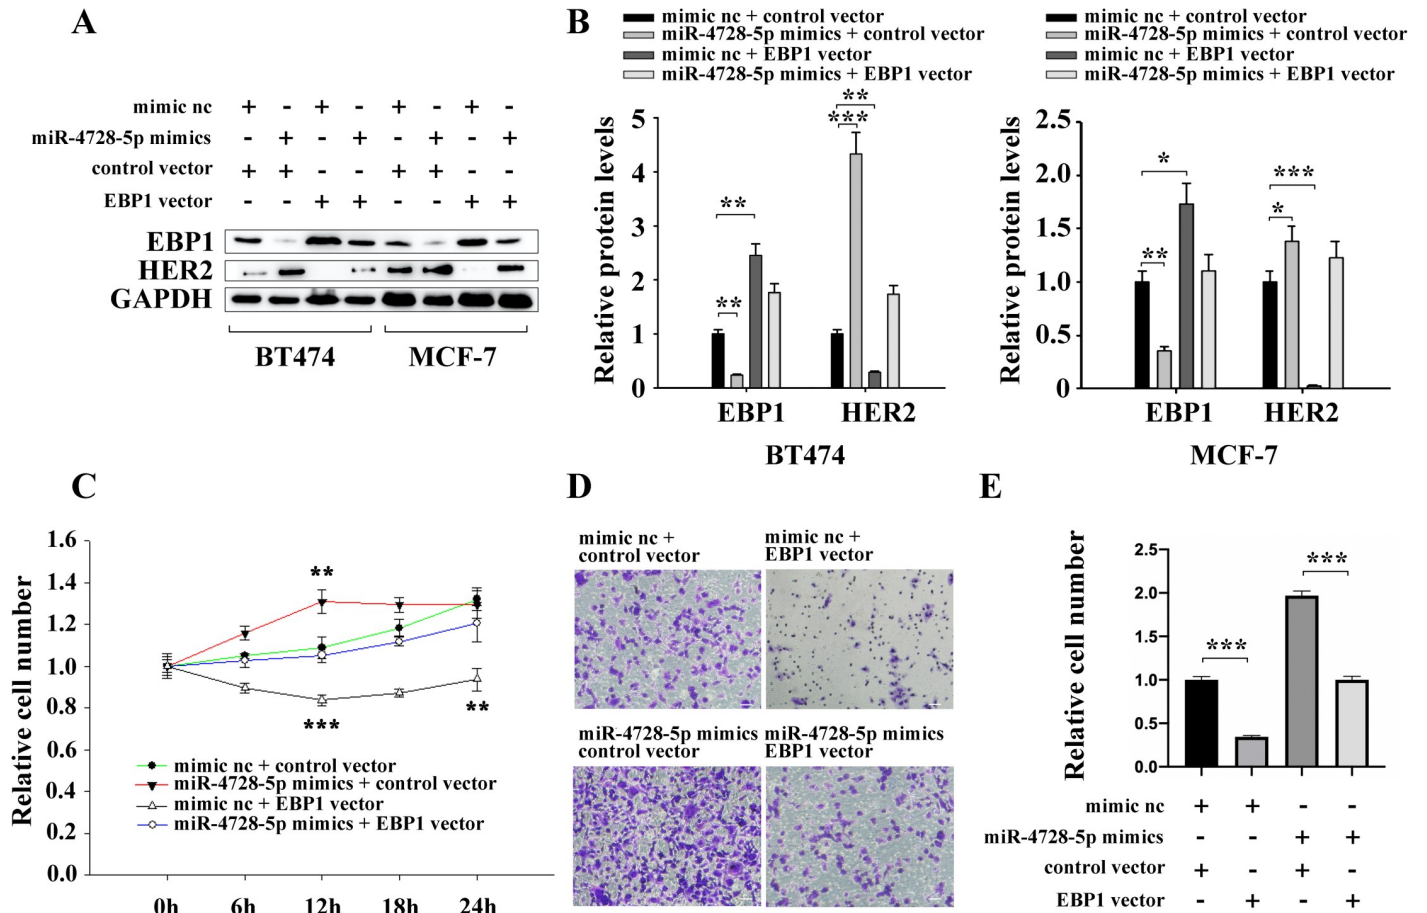 A
mimic nc + - + - + - + -
miR-4728-5p mimics - + - + - + - +
control vector + + - - + + - -
EBP1 vector - - + + - - + +
EBP1
HER2
GAPDH
BT474 MCF-7
B
mimic nc + control vector
miR-4728-5p mimics + control vector
mimic nc + EBP1 vector
miR-4728-5p mimics + EBP1 vector
Relative protein levels
5
4
3
2
1
0
** ** *** **
EBP1 HER2
BT474
mimic nc + control vector
miR-4728-5p mimics + control vector
mimic nc + EBP1 vector
miR-4728-5p mimics + EBP1 vector
Relative protein levels
2.5
2.0
1.5
1.0
0.5
0
** * * ***
EBP1 HER2
MCF-7
C
Relative cell number
1.6
1.4
1.2
1.0
0.8
0.6
0.4
0.2
0.0
**
***
**
mimic nc + control vector
miR-4728-5p mimics + control vector
mimic nc + EBP1 vector
miR-4728-5p mimics + EBP1 vector
0h 6h 12h 18h 24h
D
mimic nc +
control vector
mimic nc +
EBP1 vector
miR-4728-5p mimics
control vector
miR-4728-5p mimics
EBP1 vector
E
Relative cell number
2.5
2.0
1.5
1.0
0.5
0.0
*** ***
mimic nc + + - -
miR-4728-5p mimics - - + +
control vector + - + -
EBP1 vector - + - +